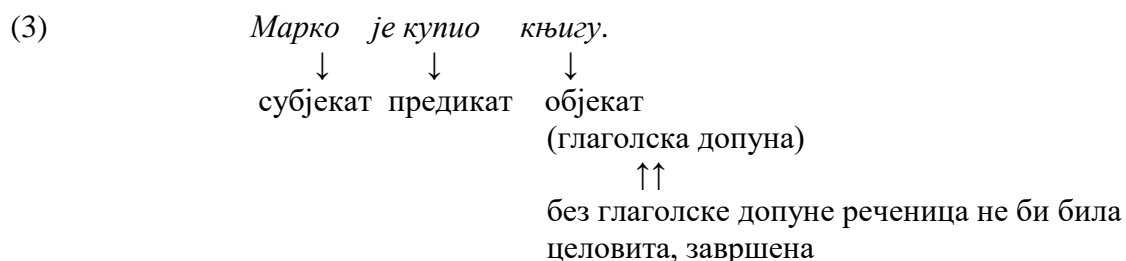 (3) Марко је купио књигу.
↓ ↓ ↓
субјекат предикат објекат
(глаголска допуна)
↑↑
без глаголске допуне реченица не би била
целовита, завршена